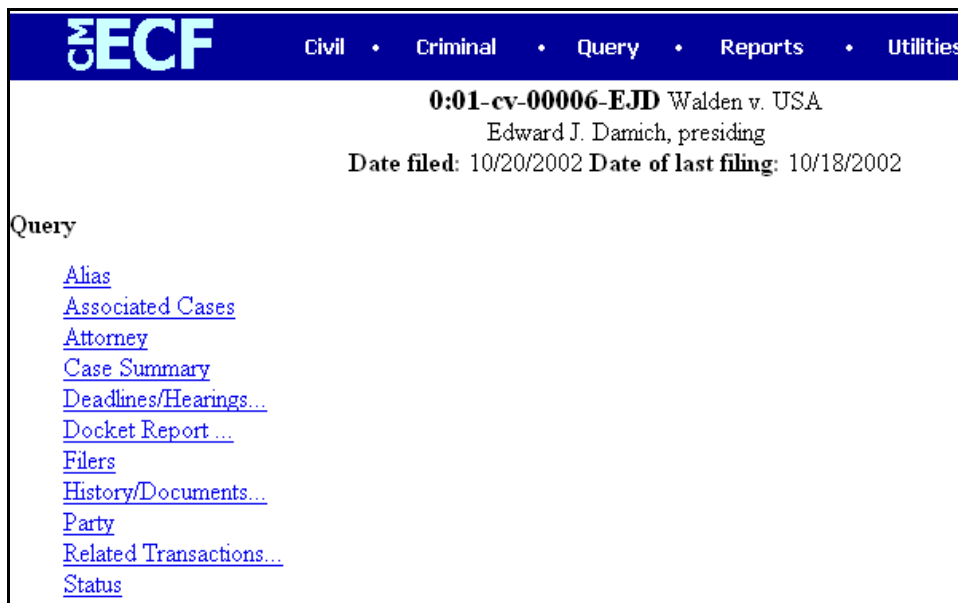 CM ECF Civil • Criminal • Query • Reports • Utilities
0:01-cv-00006-EJD Walden v. USA
Edward J. Damich, presiding
Date filed: 10/20/2002 Date of last filing: 10/18/2002
Query
Alias
Associated Cases
Attorney
Case Summary
Deadlines/Hearings...
Docket Report ...
Filers
History/Documents...
Party
Related Transactions...
Status